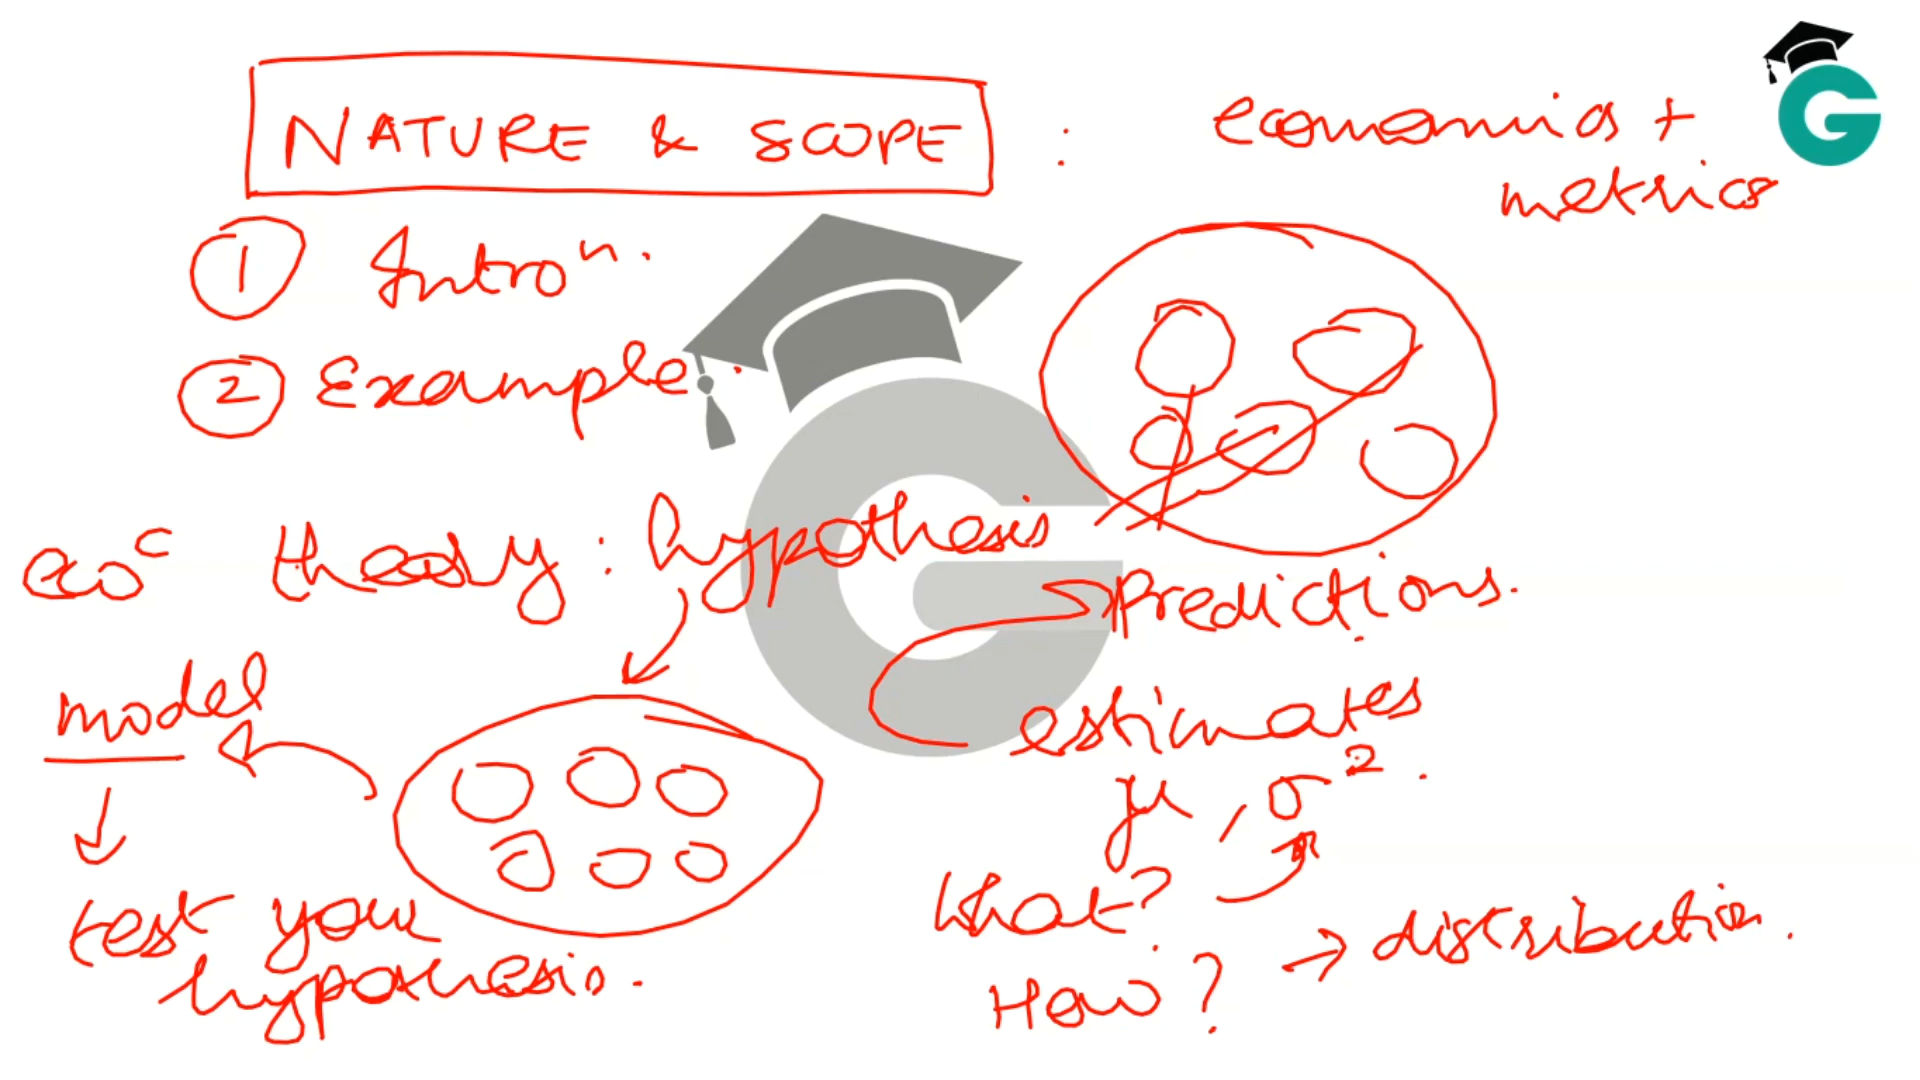 NATURE & SCOPE : economics +
metrics
1 Introⁿ.
2 Example.
ecoᶜ theory : hypothesis
predictions.
model
estimates
μ, σ².
test your
hypothesis.
What?
How? → distribution.
G